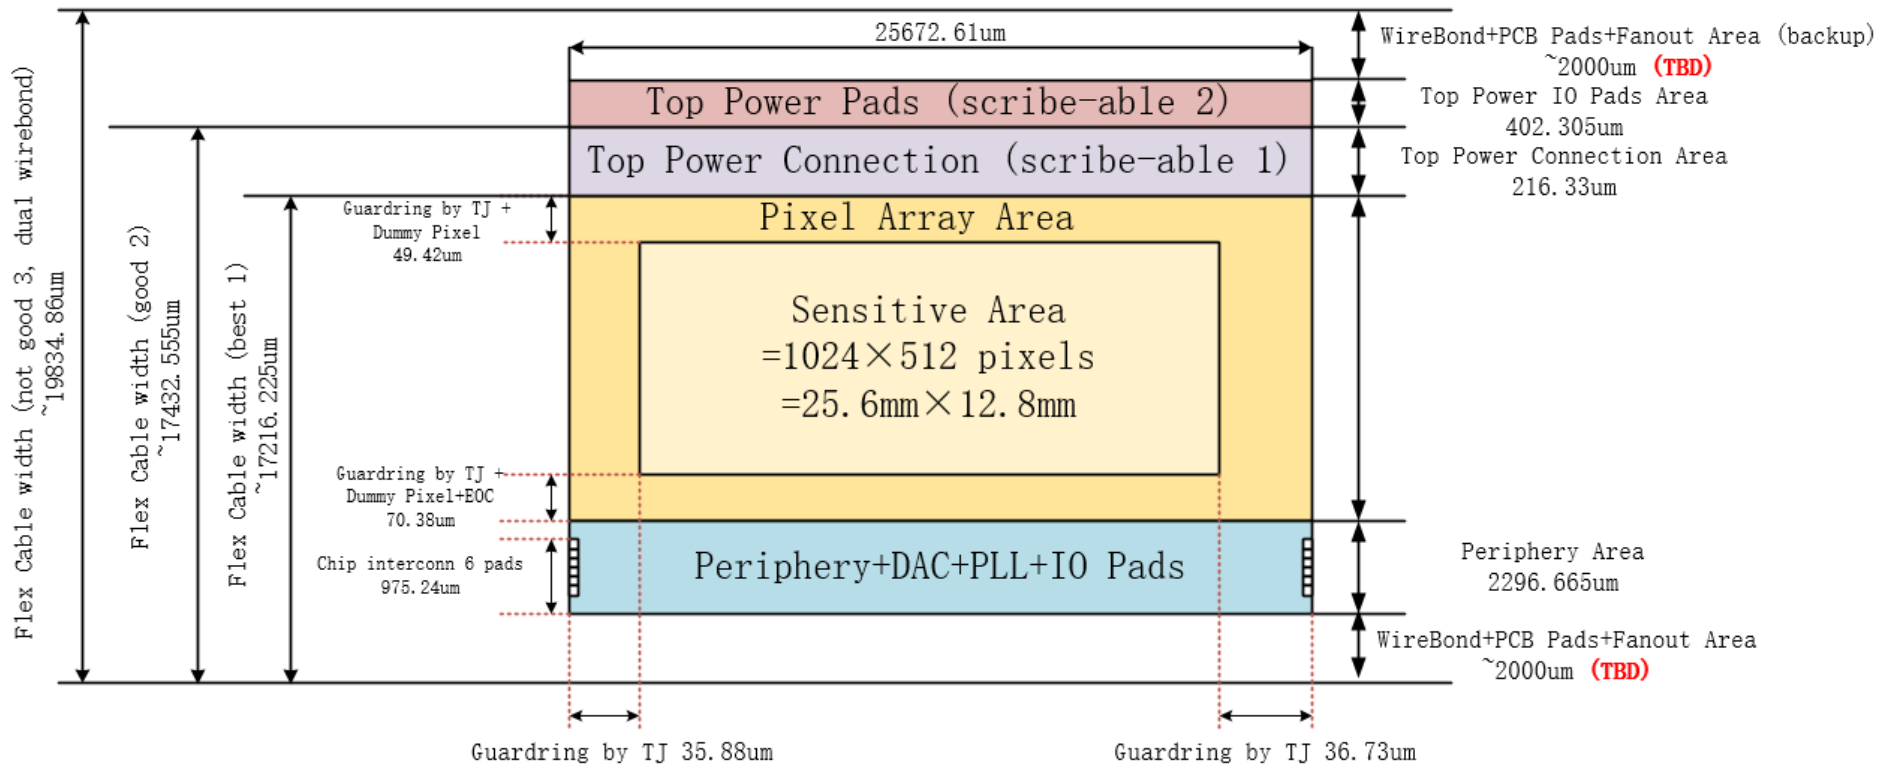 25672.61um
WireBond+PCB Pads+Fanout Area (backup)
~2000um (TBD)
Top Power Pads (scribe-able 2)
Top Power IO Pads Area
402.305um
Top Power Connection (scribe-able 1)
Top Power Connection Area
216.33um
Flex Cable width (not good 3, dual wirebond)
~19834.86um
Flex Cable width (good 2)
~17432.555um
Flex Cable width (best 1)
~17216.225um
Guardring by TJ +
Dummy Pixel
49.42um
Pixel Array Area
Sensitive Area
=1024×512 pixels
=25.6mm×12.8mm
Guardring by TJ +
Dummy Pixel+EOC
70.38um
Chip interconn 6 pads
975.24um
Periphery+DAC+PLL+IO Pads
Periphery Area
2296.665um
WireBond+PCB Pads+Fanout Area
~2000um (TBD)
Guardring by TJ 35.88um
Guardring by TJ 36.73um